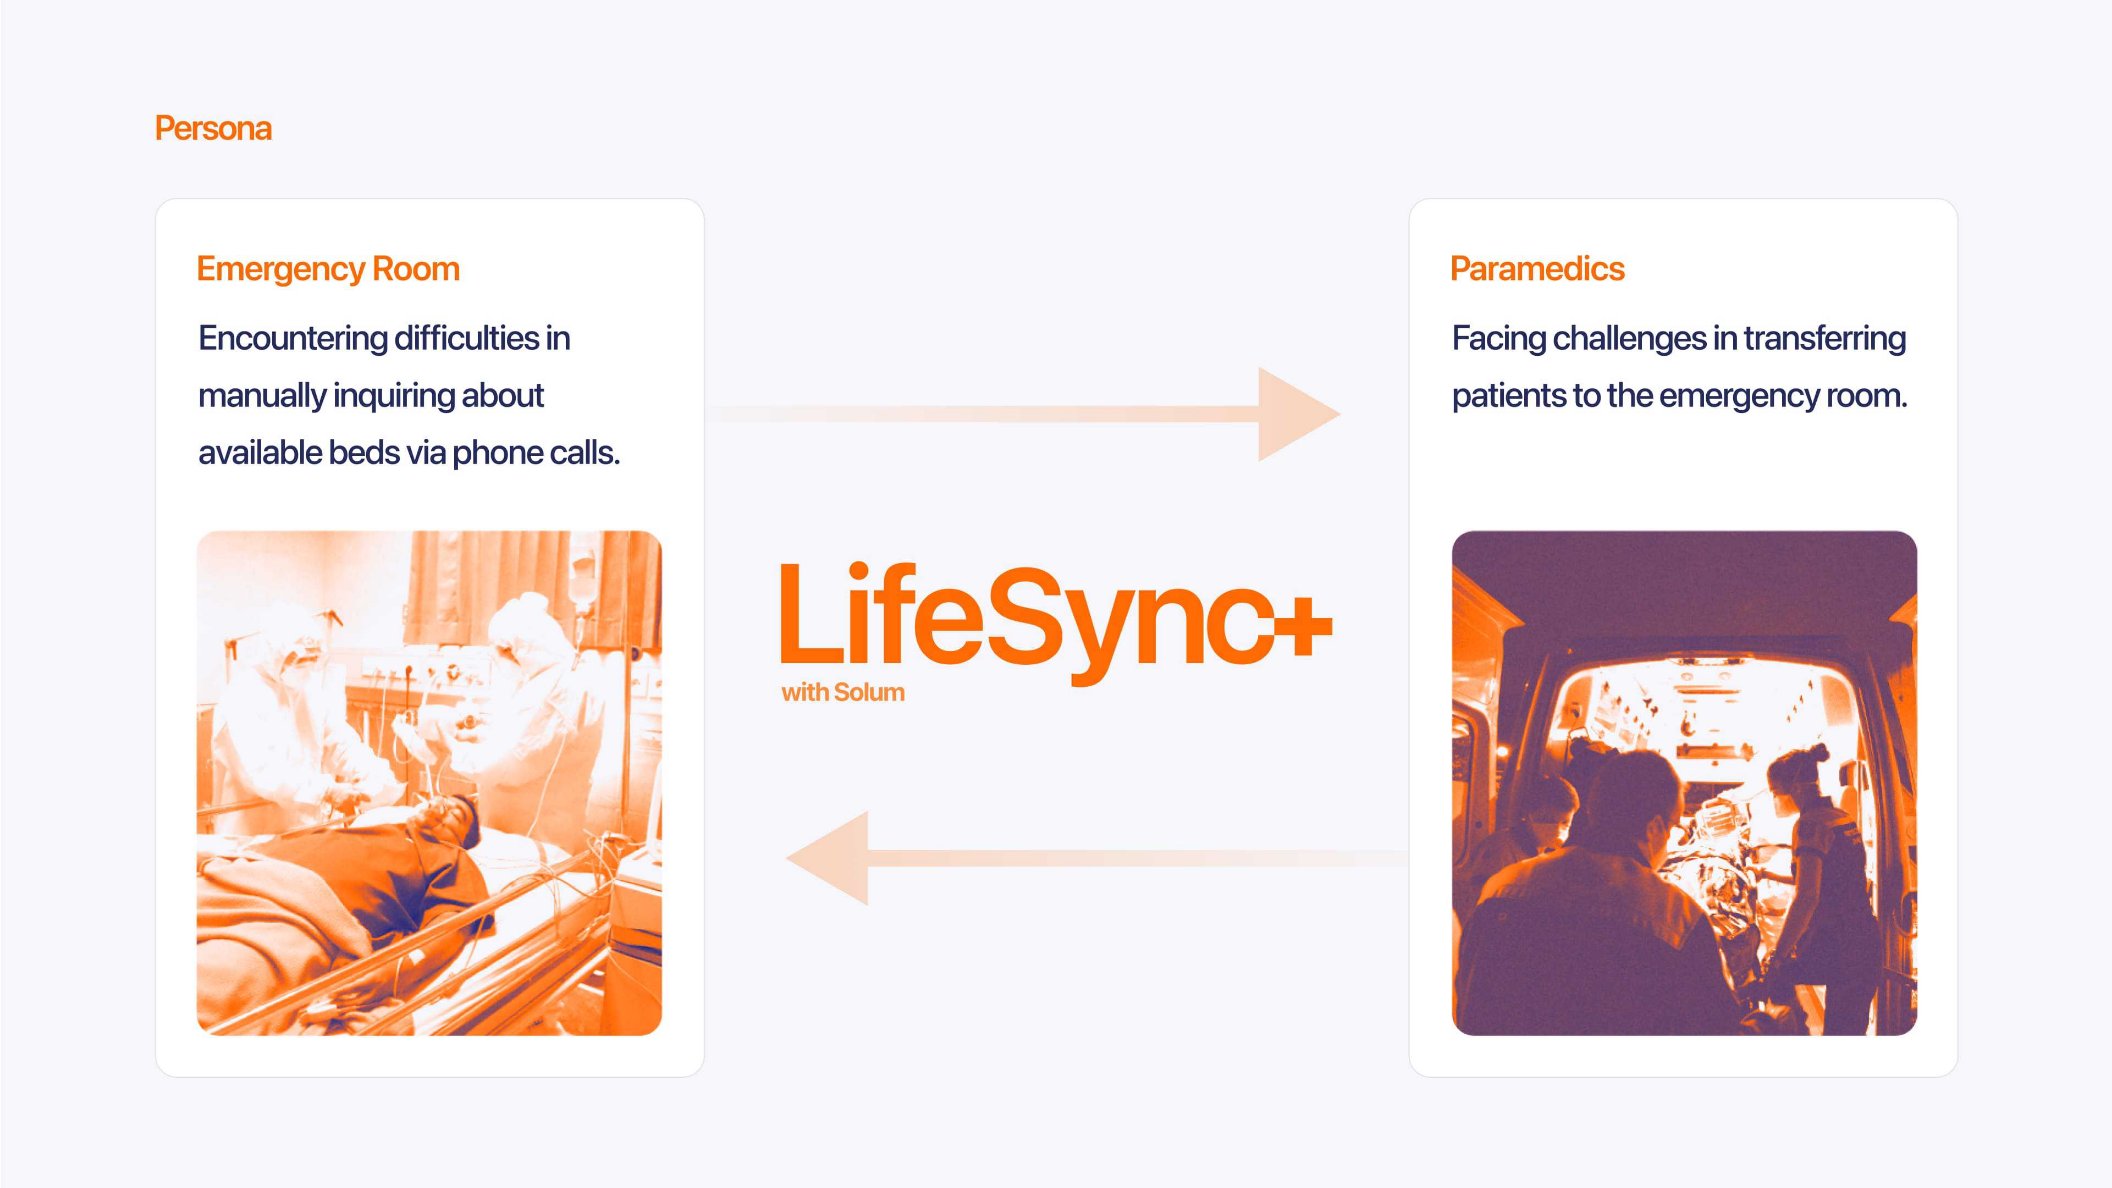 Persona
Emergency Room
Encountering difficulties in
manually inquiring about
available beds via phone calls.
LifeSync+
with Solum
Paramedics
Facing challenges in transferring
patients to the emergency room.